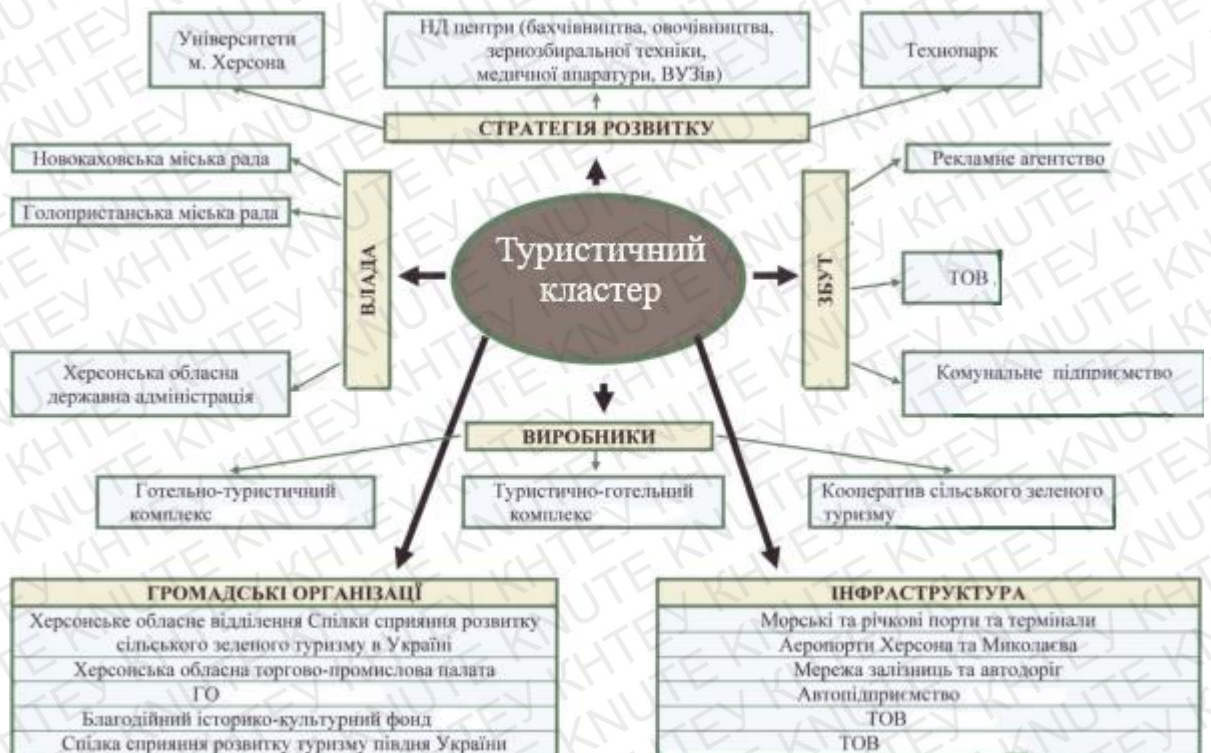 Університети
м. Херсона
НД центри (бахчівництва, овочівництва,
зернозбиральної техніки,
медичної апаратури, ВУЗів)
Технопарк
СТРАТЕГІЯ РОЗВИТКУ
Новокаховська міська рада
Голопристанська міська рада
Херсонська обласна
державна адміністрація
ВЛАДА
Туристичний
кластер
ЗБУТ
Рекламне агентство
ТОВ
Комунальне підприємство
ВИРОБНИКИ
Готельно-туристичний
комплекс
Туристично-готельний
комплекс
Кооператив сільського зеленого
туризму
ГРОМАДСЬКІ ОРГАНІЗАЦІЇ
Херсонське обласне відділення Спілки сприяння розвитку
сільського зеленого туризму в Україні
Херсонська обласна торгово-промислова палата
ГО
Благодійний історико-культурний фонд
Спілка сприяння розвитку туризму півдня України
ІНФРАСТРУКТУРА
Морські та річкові порти та термінали
Аеропорти Херсона та Миколаєва
Мережа залізниць та автодоріг
Автопідприємство
ТОВ
ТОВ
KHTEY KNUTE